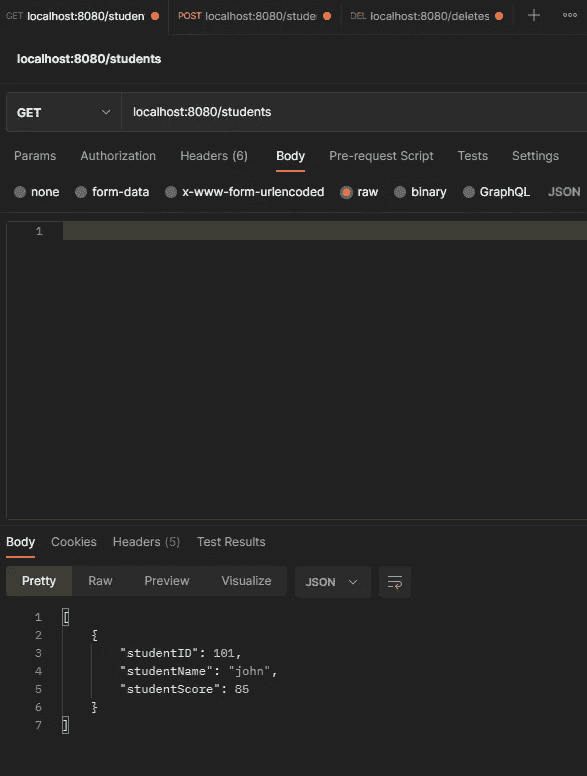 GET localhost:8080/studen POST localhost:8080/stude DEL localhost:8080/deletes
localhost:8080/students
GET localhost:8080/students
Params Authorization Headers (6) Body Pre-request Script Tests Settings
none form-data x-www-form-urlencoded raw binary GraphQL JSON
1
Body Cookies Headers (5) Test Results
Pretty Raw Preview Visualize JSON
1 [
2 {
3 "studentID": 101,
4 "studentName": "john",
5 "studentScore": 85
6 }
7 ]